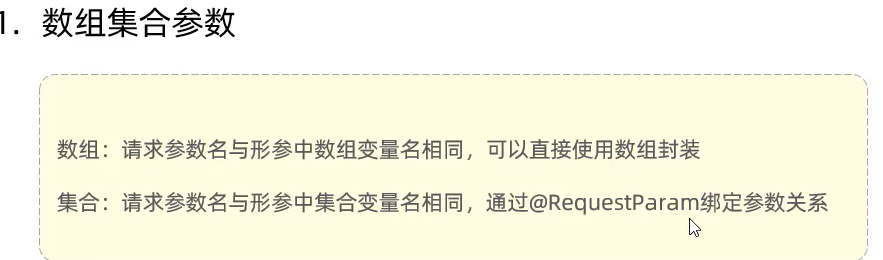 1. 数组集合参数
数组：请求参数名与形参中数组变量名相同，可以直接使用数组封装
集合：请求参数名与形参中集合变量名相同，通过@RequestParam绑定参数关系